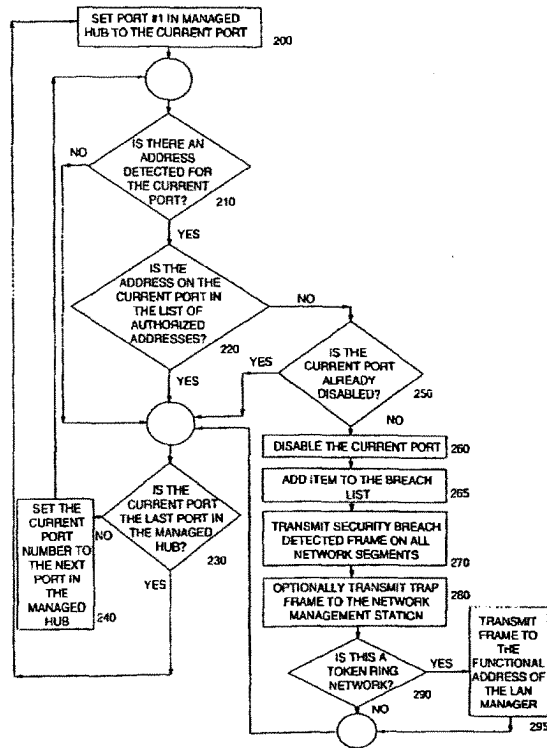 SET PORT #1 IN MANAGED
HUB TO THE CURRENT PORT
200
IS THERE AN
ADDRESS
DETECTED FOR
THE CURRENT
PORT?
210
NO
YES
IS THE
ADDRESS ON THE
CURRENT PORT IN
THE LIST OF
AUTHORIZED
ADDRESSES?
220
NO
YES
IS THE
CURRENT PORT
ALREADY
DISABLED?
250
YES
NO
DISABLE THE CURRENT PORT
260
ADD ITEM TO THE BREACH
LIST
265
TRANSMIT SECURITY BREACH
DETECTED FRAME ON ALL
NETWORK SEGMENTS
270
OPTIONALLY TRANSMIT TRAP
FRAME TO THE NETWORK
MANAGEMENT STATION
280
IS THIS A
TOKEN RING
NETWORK?
290
YES
NO
TRANSMIT
FRAME TO
THE
FUNCTIONAL
ADDRESS OF
THE LAN
MANAGER
295
IS THE
CURRENT PORT
THE LAST PORT IN
THE MANAGED
HUB?
230
NO
YES
SET THE
CURRENT
PORT
NUMBER TO
THE NEXT
PORT IN
THE
MANAGED
HUB
240